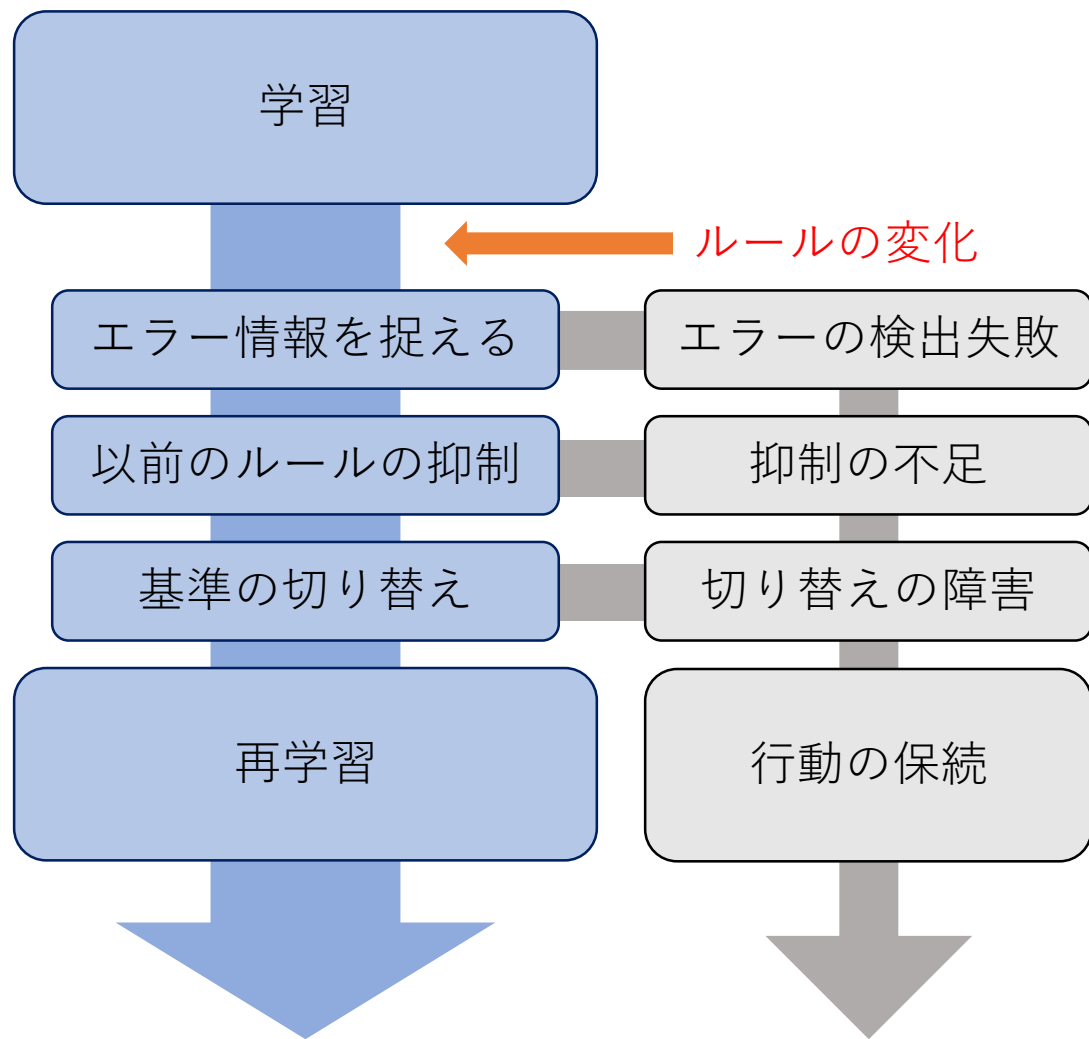 学習
ルールの変化
エラー情報を捉える
エラーの検出失敗
以前のルールの抑制
抑制の不足
基準の切り替え
切り替えの障害
再学習
行動の保続